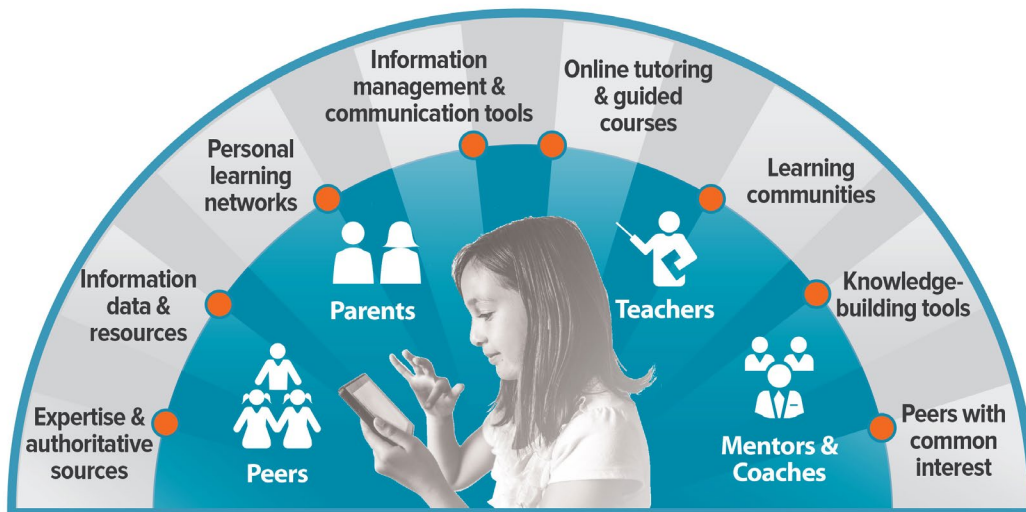 Information
management &
communication tools
Online tutoring
& guided
courses
Personal
learning
networks
Learning
communities
Information
data &
resources
Knowledge-
building tools
Expertise &
authoritative
sources
Peers with
common
interest
Parents
Teachers
Peers
Mentors &
Coaches